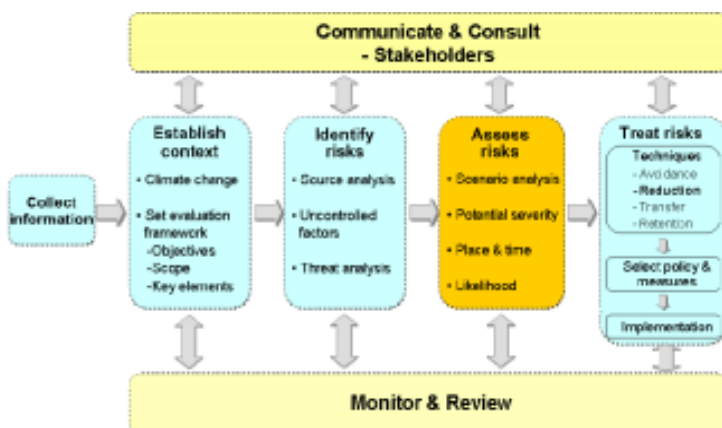 Communicate & Consult
- Stakeholders
Collect
information
Establish
context
• Climate change
• Set evaluation
framework
-Objectives
-Scope
-Key elements
Identify
risks
• Source analysis
• Uncontrolled
factors
• Threat analysis
Assess
risks
• Scenario analysis
• Potential severity
• Place & time
• Likelihood
Treat risks
Techniques
- Avoidance
- Reduction
- Transfer
- Retention
Select policy &
measures
Implementation
Monitor & Review